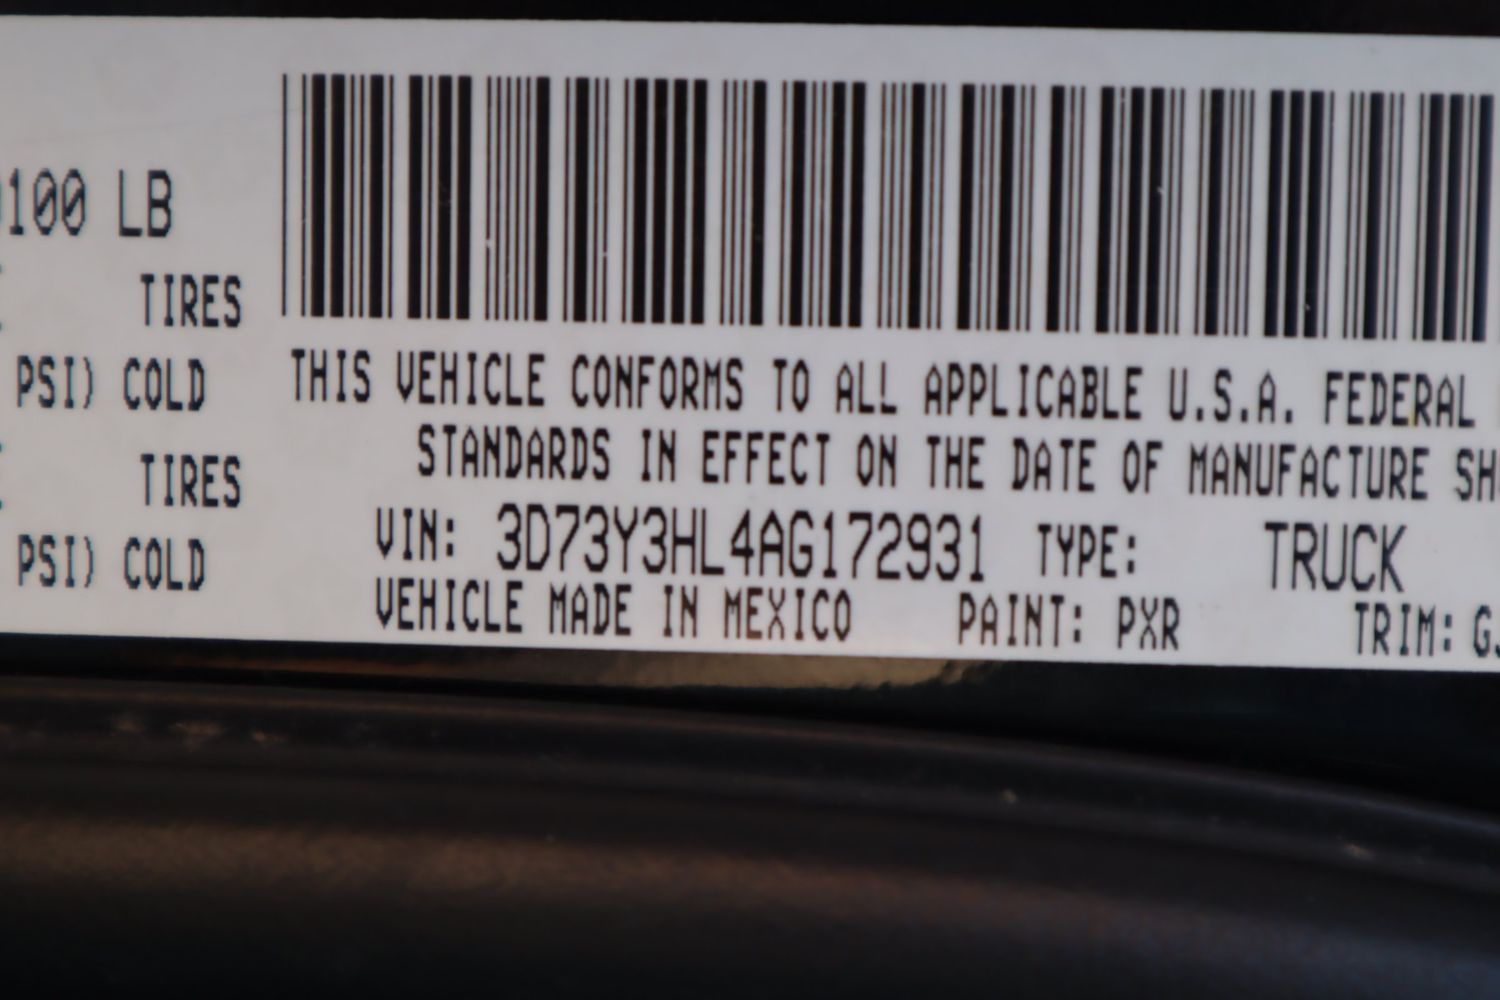 100 LB
TIRES
PSI) COLD
TIRES
PSI) COLD
THIS VEHICLE CONFORMS TO ALL APPLICABLE U.S.A. FEDERAL
STANDARDS IN EFFECT ON THE DATE OF MANUFACTURE SH
VIN: 3D73Y3HL4AG172931 TYPE: TRUCK
VEHICLE MADE IN MEXICO PAINT: PXR TRIM: G